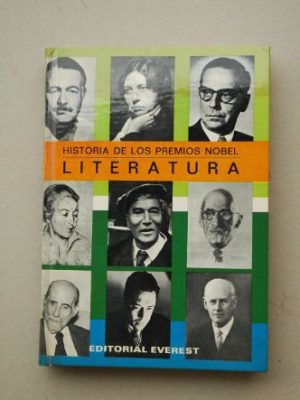 HISTORIA DE LOS PREMIOS NOBEL
LITERATURA
EDITORIAL EVEREST